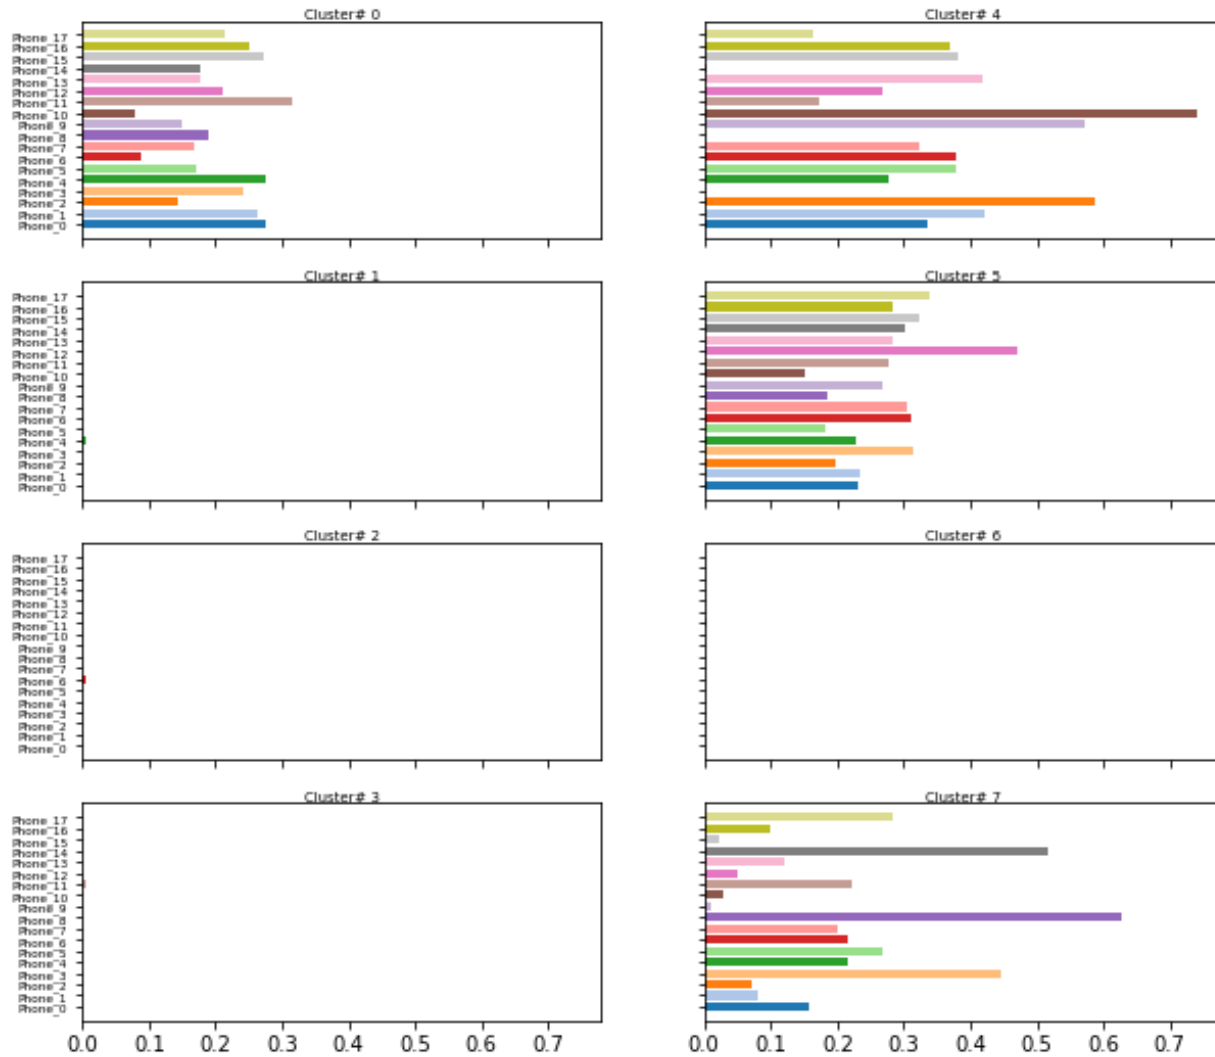 Cluster# 0
Phone_17
Phone_16
Phone_15
Phone_14
Phone_13
Phone_12
Phone_11
Phone_10
Phone_9
Phone_8
Phone_7
Phone_6
Phone_5
Phone_4
Phone_3
Phone_2
Phone_1
Phone_0
Cluster# 4
Cluster# 1
Phone_17
Phone_16
Phone_15
Phone_14
Phone_13
Phone_12
Phone_11
Phone_10
Phone_9
Phone_8
Phone_7
Phone_6
Phone_5
Phone_4
Phone_3
Phone_2
Phone_1
Phone_0
Cluster# 5
Cluster# 2
Phone_17
Phone_16
Phone_15
Phone_14
Phone_13
Phone_12
Phone_11
Phone_10
Phone_9
Phone_8
Phone_7
Phone_6
Phone_5
Phone_4
Phone_3
Phone_2
Phone_1
Phone_0
Cluster# 6
Cluster# 3
Phone_17
Phone_16
Phone_15
Phone_14
Phone_13
Phone_12
Phone_11
Phone_10
Phone_9
Phone_8
Phone_7
Phone_6
Phone_5
Phone_4
Phone_3
Phone_2
Phone_1
Phone_0
0.0 0.1 0.2 0.3 0.4 0.5 0.6 0.7
Cluster# 7
0.0 0.1 0.2 0.3 0.4 0.5 0.6 0.7